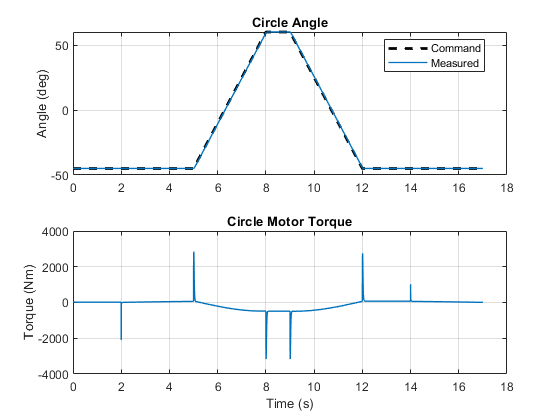 Circle Angle
50
0
-50
Angle (deg)
Command
Measured
0 2 4 6 8 10 12 14 16 18
Circle Motor Torque
4000
2000
0
-2000
-4000
Torque (Nm)
0 2 4 6 8 10 12 14 16 18
Time (s)